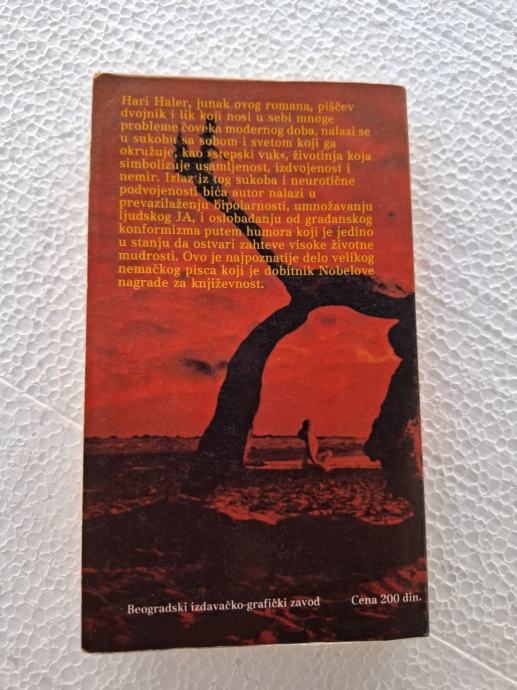 Hari Haler, junak ovog romana, piščev
dvojnik i lik koji nosi u sebi mnoge
probleme čoveka modernog doba, nalazi se
u sukobu sa sobom i svetom koji ga
okružuje, kao »stepski vuk«, životinja koja
simbolizuje usamljenost, izdvojenost i
nemir. Izlaz iz tog sukoba i neurotične
podvojenosti bića autor nalazi u
prevazilaženju bipolarnosti, umnožavanju
ljudskog JA, i oslobađanju od građanskog
konformizma putem humora koji je jedino
u stanju da ostvari zahteve visoke životne
mudrosti. Ovo je najpoznatije delo velikog
nemačkog pisca koji je dobitnik Nobelove
nagrade za književnost.
Beogradski izdavačko-grafički zavod Cena 200 din.